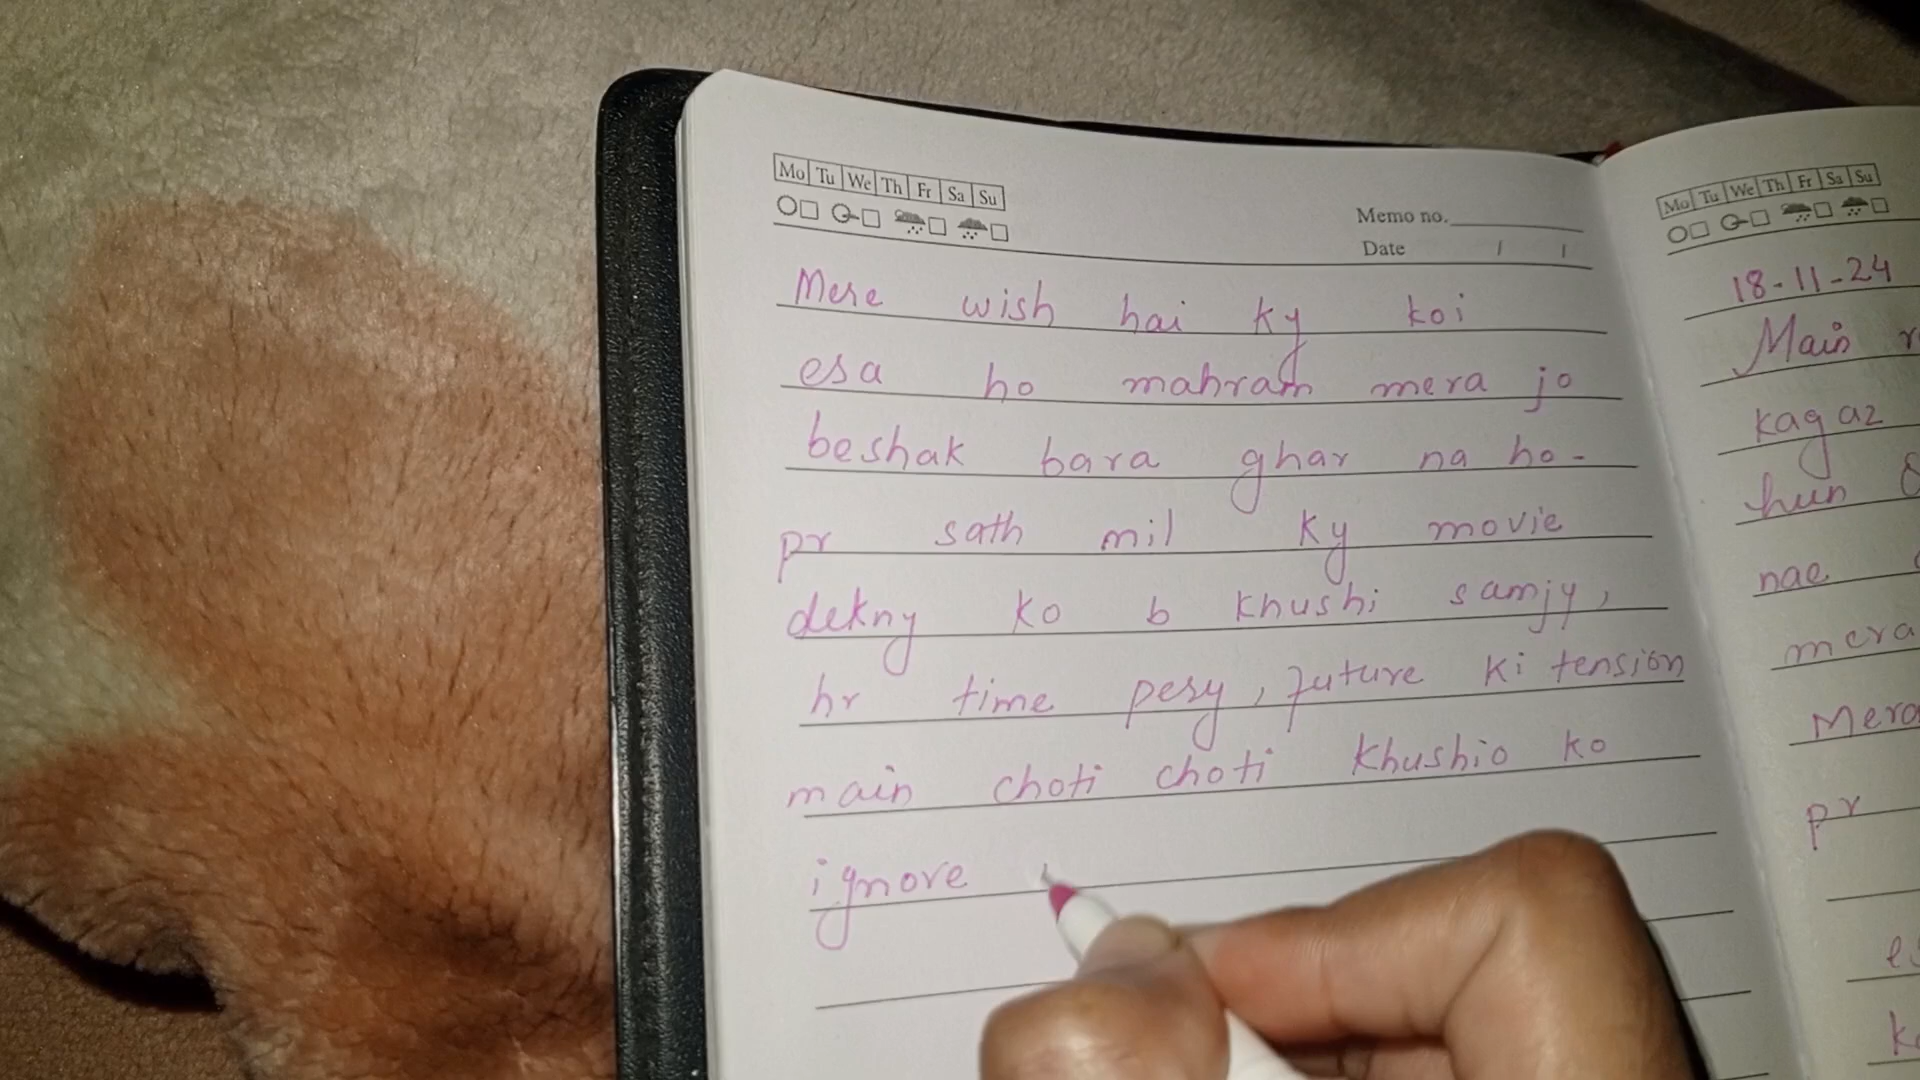 Mo Tu We Th Fr Sa Su
Memo no.
Date / /
Mere wish hai ky koi
esa ho mahram mera jo
beshak bara ghar na ho-
pr sath mil ky movie
dekny ko b khushi samjy,
hr time pesy, future ki tension
main choti choti khushio ko
ignore
Mo Tu We Th Fr Sa Su
18-11-24
Main
kagaz
hun
nae
mera
pr